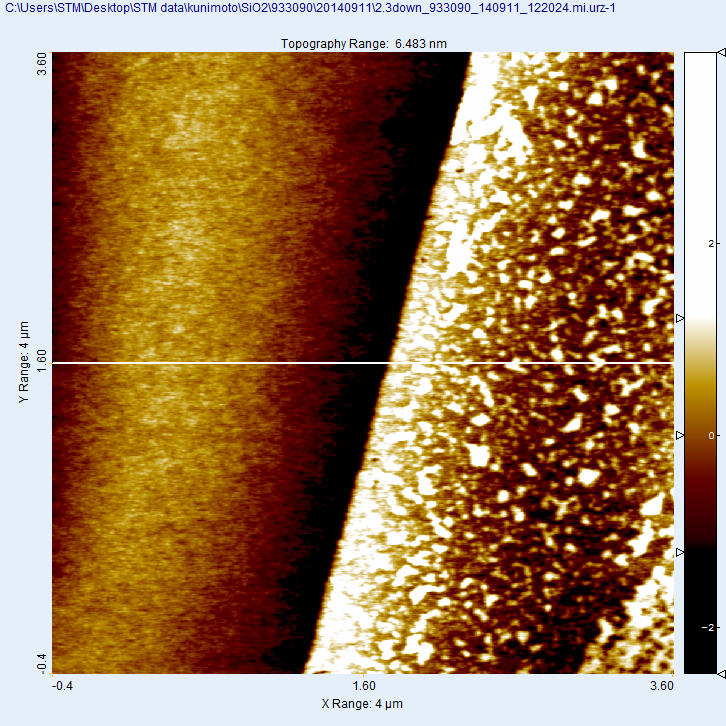 C:\Users\STM\Desktop\STM data\kunimoto\SiO2\933090\20140911\2.3down_933090_140911_122024.mi.urz-1
Topography Range: 6.483 nm
3.60
2
1.60
Y Range: 4 μm
0
-2
-0.4
-0.4 1.60 3.60
X Range: 4 μm